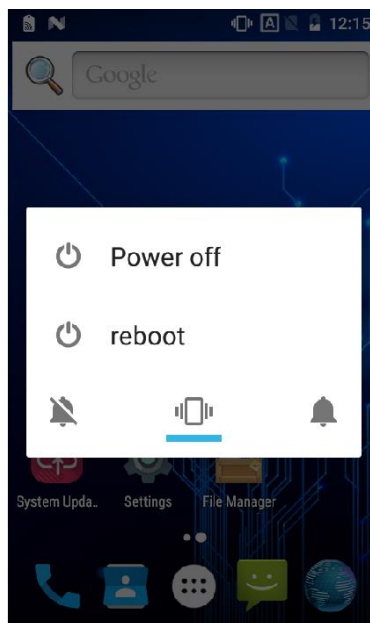 12:15
Google
Power off
reboot
System Upda..
Settings
File Manager